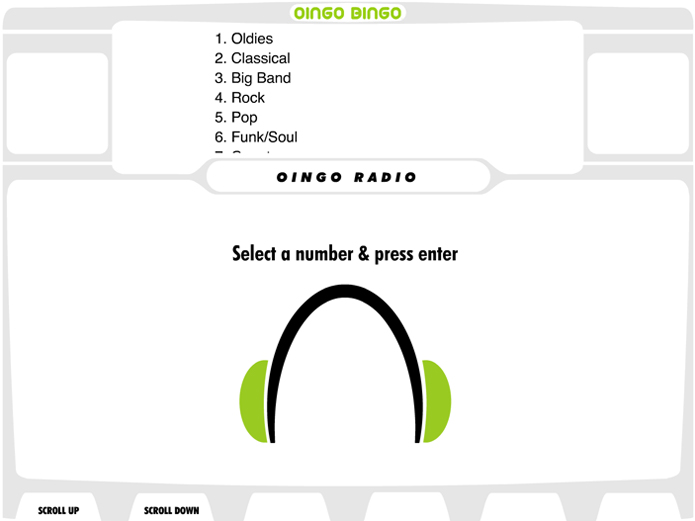 OINGO BINGO
1. Oldies
2. Classical
3. Big Band
4. Rock
5. Pop
6. Funk/Soul
OINGO RADIO
Select a number & press enter
SCROLL UP
SCROLL DOWN